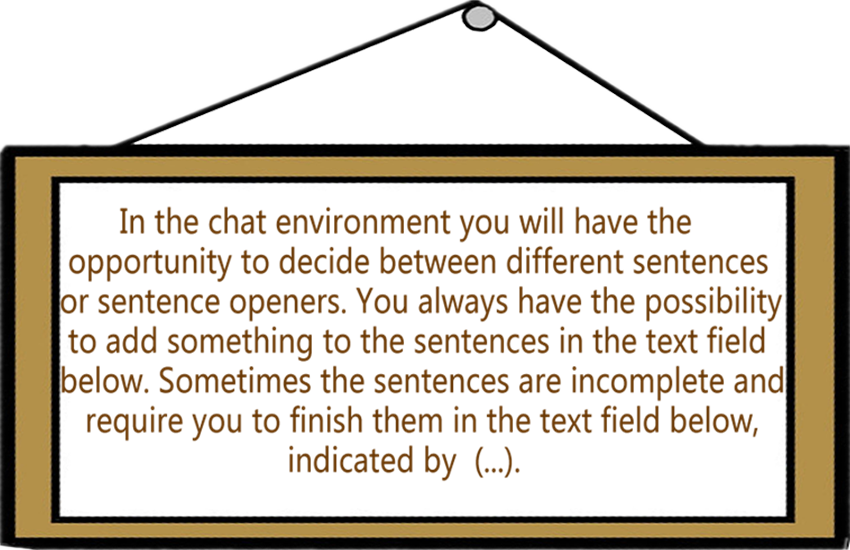 In the chat environment you will have the
opportunity to decide between different sentences
or sentence openers. You always have the possibility
to add something to the sentences in the text field
below. Sometimes the sentences are incomplete and
require you to finish them in the text field below,
indicated by (...).